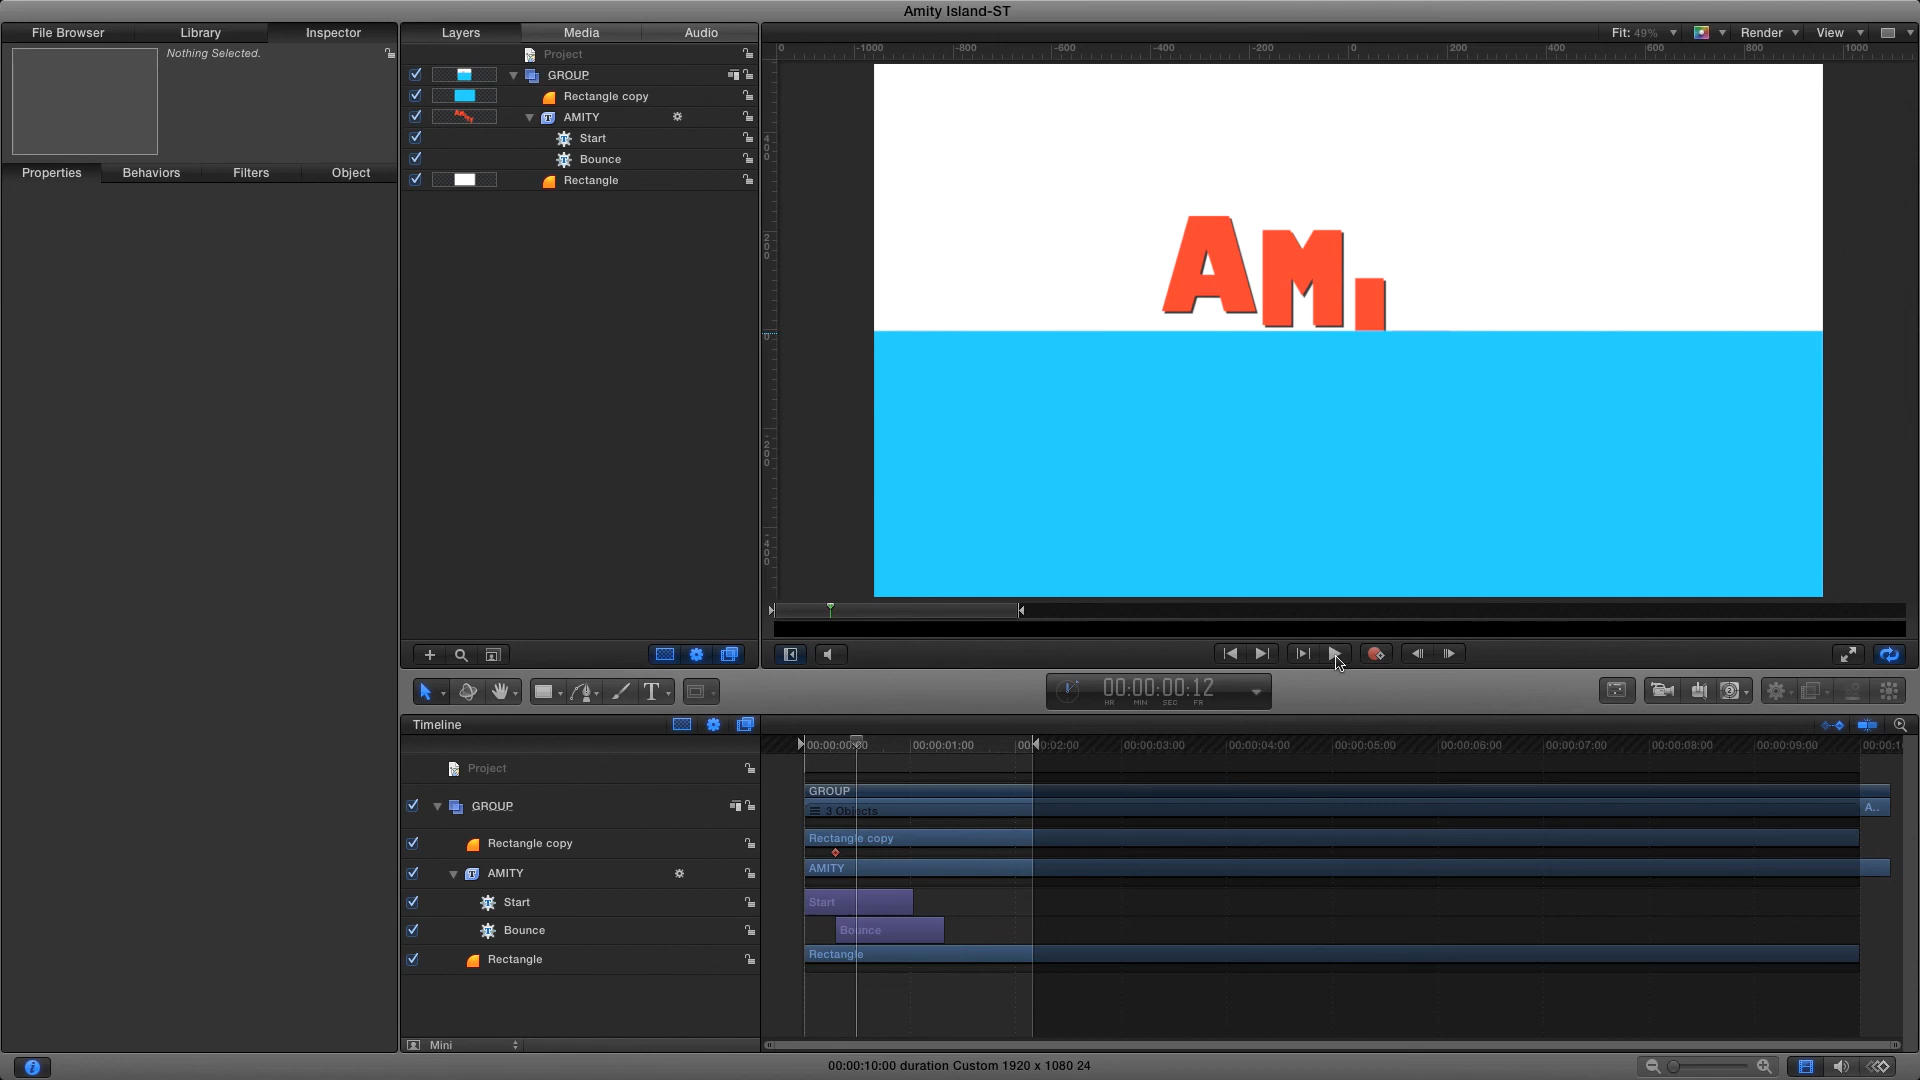 Amity Island-ST
File Browser
Library
Inspector
Nothing Selected.
Properties
Behaviors
Filters
Object
Layers
Media
Audio
Project
GROUP
Rectangle copy
AMITY
Start
Bounce
Rectangle
Fit: 49%
Render
View
0 -1000 -800 -600 -400 -200 0 200 400 600 800 1000
AM
00:00:00:12
HR MIN SEC FR
Timeline
00:00:00:00 00:00:01:00 00:00:02:00 00:00:03:00 00:00:04:00 00:00:05:00 00:00:06:00 00:00:07:00 00:00:08:00 00:00:09:00
Project
GROUP
Rectangle copy
AMITY
Start
Bounce
Rectangle
GROUP
3 Objects
A..
Rectangle copy
AMITY
Start
Bounce
Rectangle
Mini
00:00:10:00 duration Custom 1920 x 1080 24